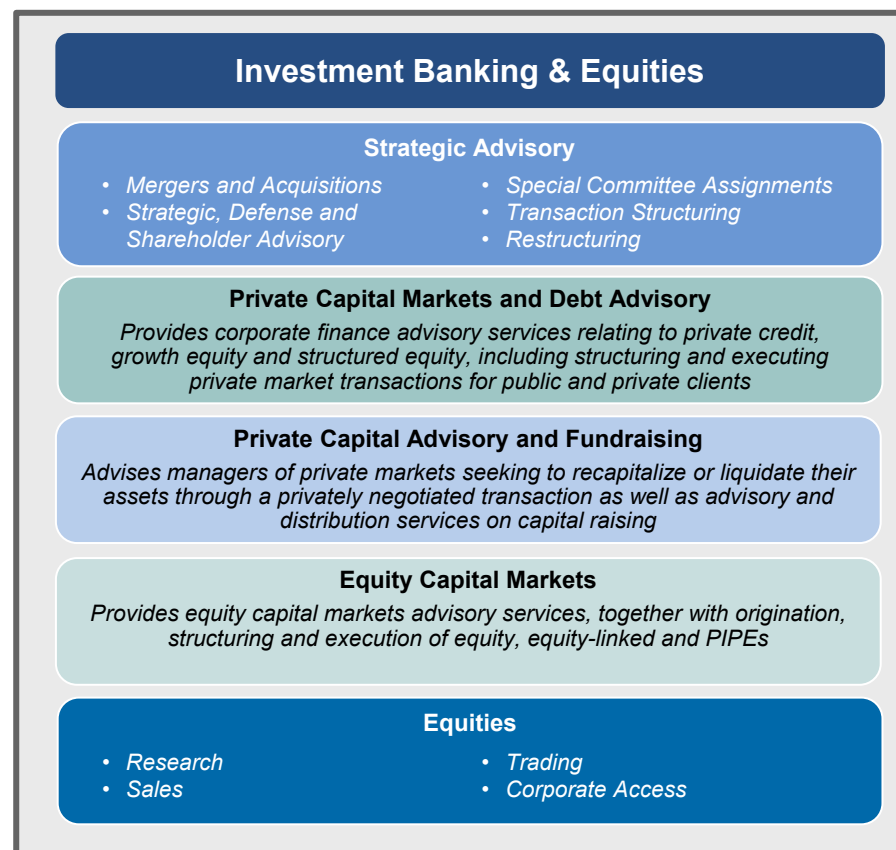 Investment Banking & Equities
Strategic Advisory
• Mergers and Acquisitions
• Strategic, Defense and
Shareholder Advisory
• Special Committee Assignments
• Transaction Structuring
• Restructuring
Private Capital Markets and Debt Advisory
Provides corporate finance advisory services relating to private credit,
growth equity and structured equity, including structuring and executing
private market transactions for public and private clients
Private Capital Advisory and Fundraising
Advises managers of private markets seeking to recapitalize or liquidate their
assets through a privately negotiated transaction as well as advisory and
distribution services on capital raising
Equity Capital Markets
Provides equity capital markets advisory services, together with origination,
structuring and execution of equity, equity-linked and PIPEs
Equities
• Research
• Sales
• Trading
• Corporate Access